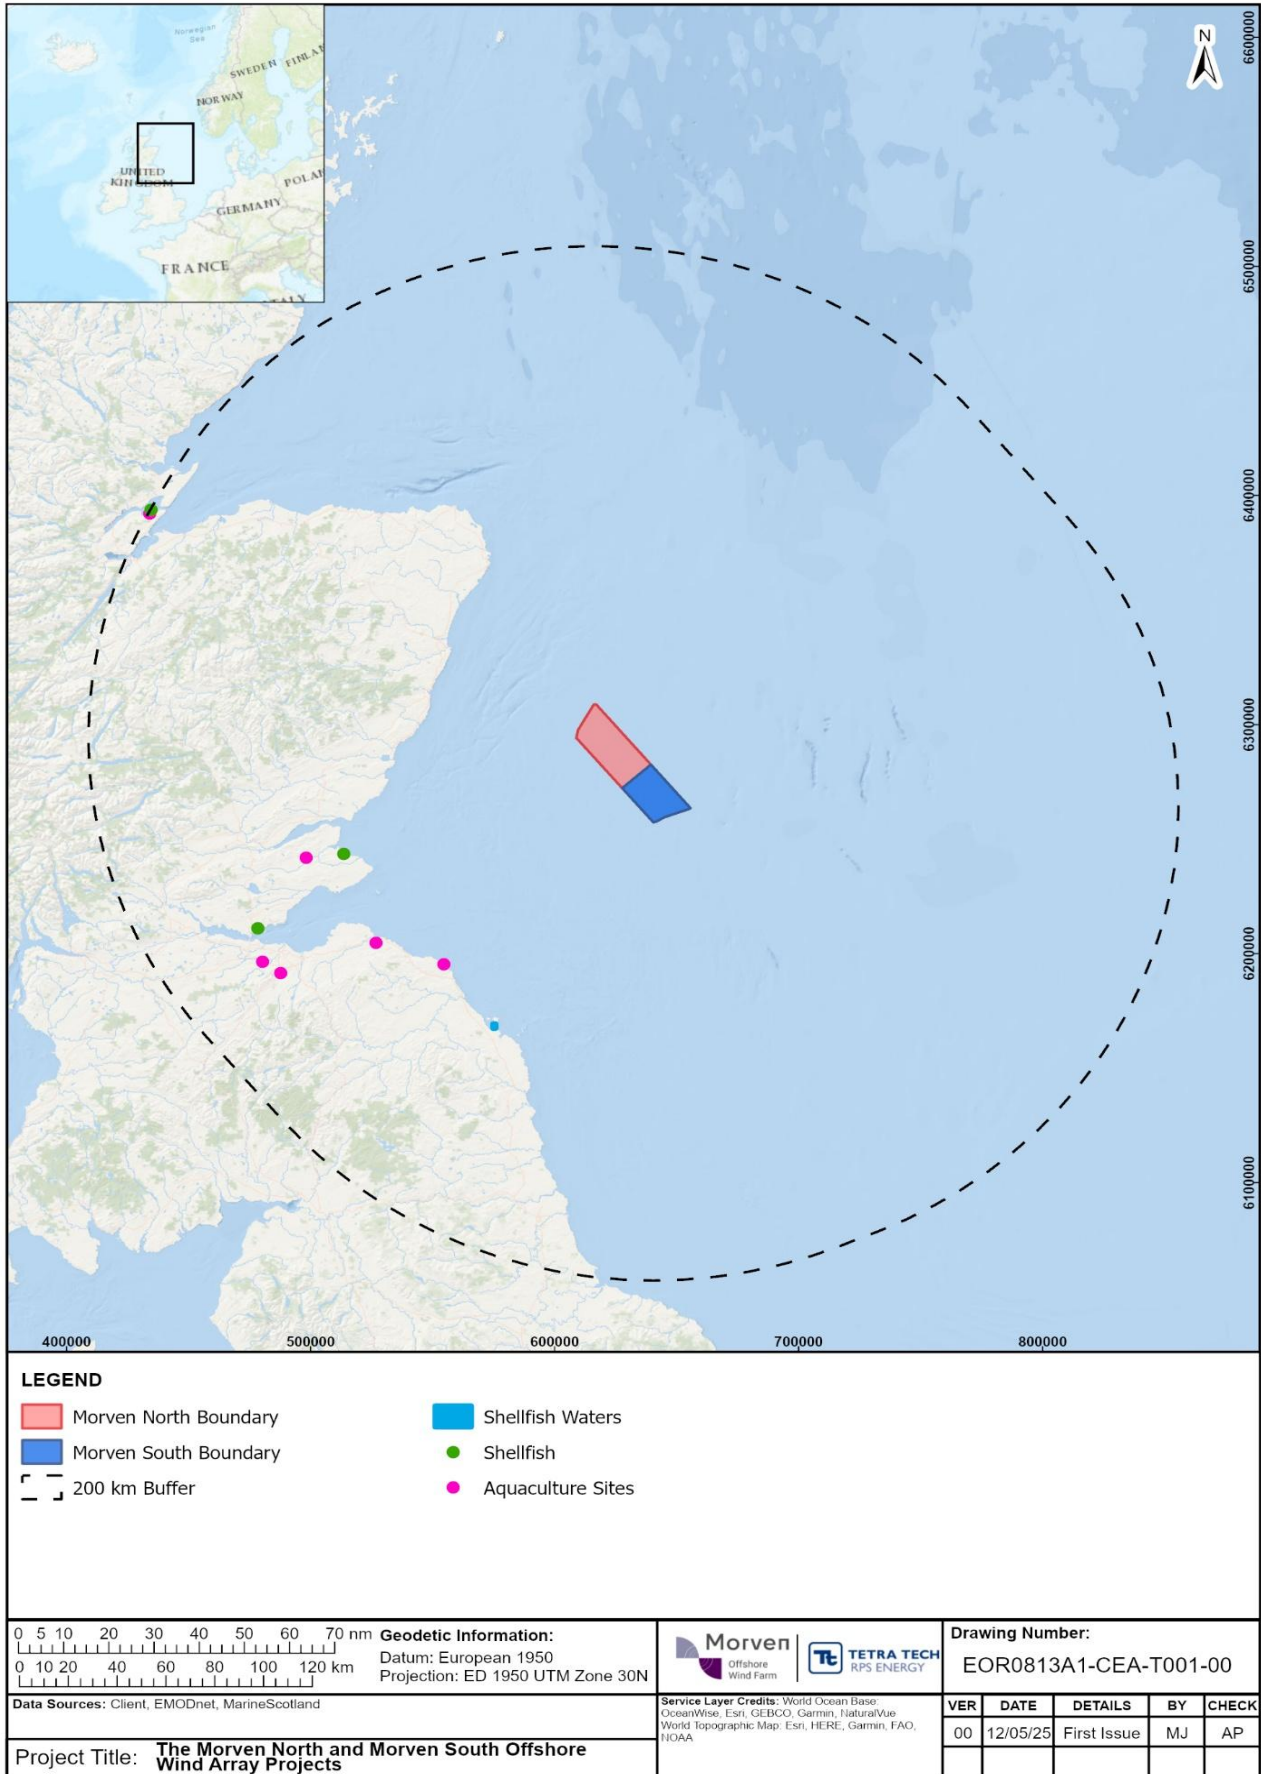 Norwegian
Sea
SWEDEN
FINLAN
NORWAY
UNITED
KINGDOM
POLAN
GERMANY
FRANCE
ITALY
N
6600000
6500000
6400000
6300000
6200000
6100000
400000
500000
600000
700000
800000
LEGEND
Morven North Boundary
Morven South Boundary
200 km Buffer
Shellfish Waters
Shellfish
Aquaculture Sites
0 5 10 20 30 40 50 60 70 nm
0 10 20 40 60 80 100 120 km
Geodetic Information:
Datum: European 1950
Projection: ED 1950 UTM Zone 30N
Morven
Offshore
Wind Farm
Tt
TETRA TECH
RPS ENERGY
Drawing Number:
EOR0813A1-CEA-T001-00
Data Sources: Client, EMODnet, MarineScotland
Service Layer Credits: World Ocean Base:
OceanWise, Esri, GEBCO, Garmin, NaturalVue
World Topographic Map: Esri, HERE, Garmin, FAO,
NOAA
VER DATE DETAILS BY CHECK
00 12/05/25 First Issue MJ AP
Project Title: The Morven North and Morven South Offshore
Wind Array Projects